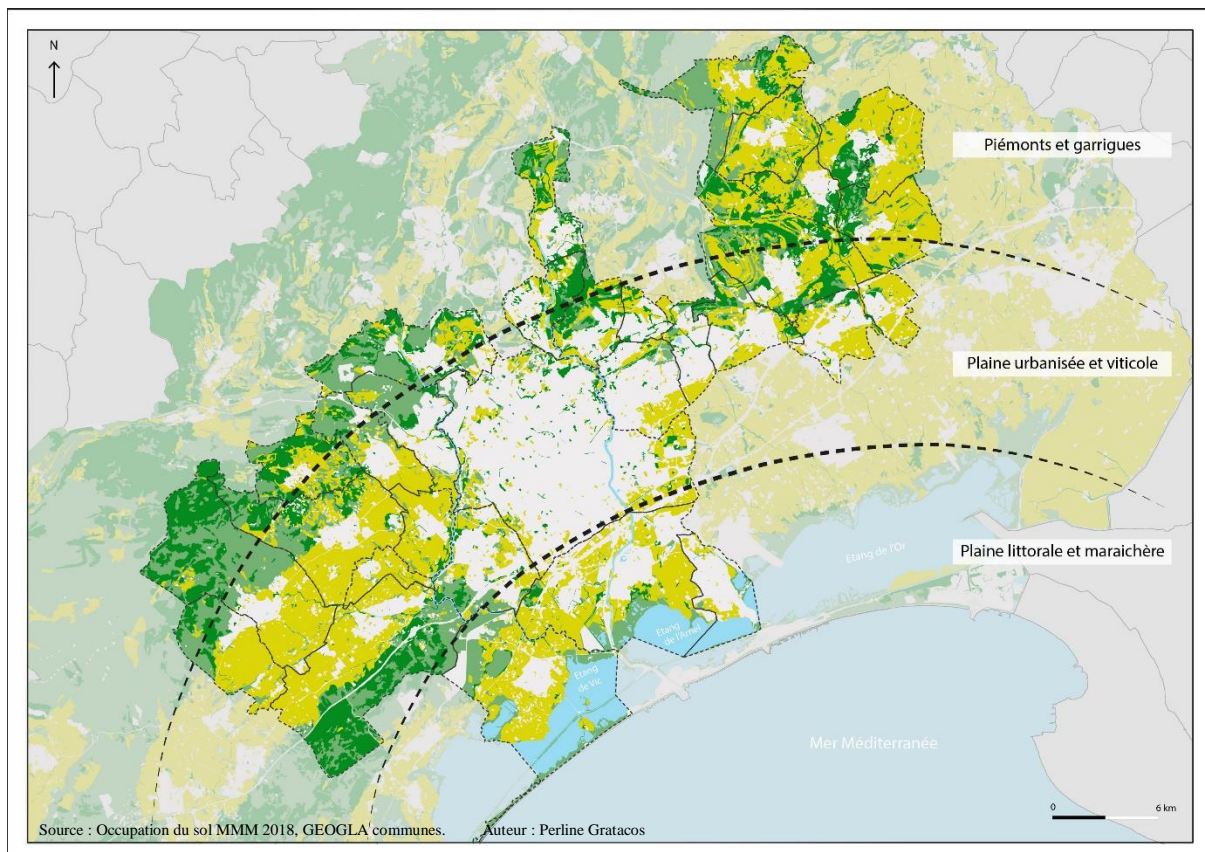 N
Piémonts et garrigues
Plaine urbanisée et viticole
Plaine littorale et maraichère
Etang de l'Or
Etang
de l'Arnel
Etang
de Vic
Mer Méditerranée
0 6 km
Source : Occupation du sol MMM 2018, GEOGLA communes. Auteur : Perline Gratacos